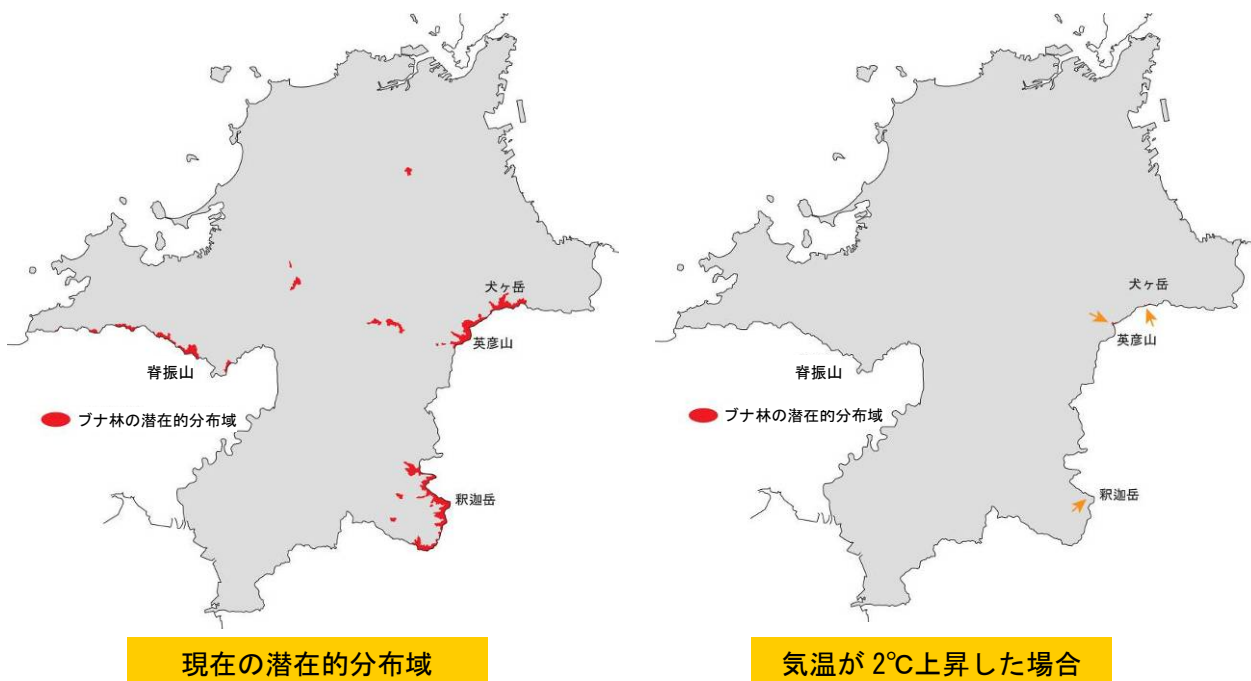 犬ヶ岳
英彦山
脊振山
ブナ林の潜在的分布域
釈迦岳
現在の潜在的分布域
犬ヶ岳
英彦山
脊振山
ブナ林の潜在的分布域
釈迦岳
気温が2℃上昇した場合